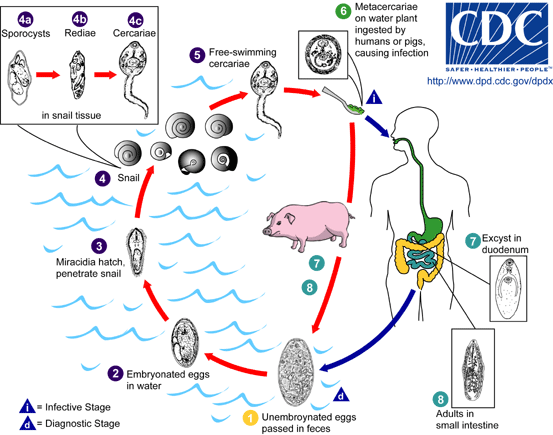 4a
4b
4c
Sporocysts
Rediae
Cercariae
in snail tissue
5
Free-swimming
cercariae
6
Metacercariae
on water plant
ingested by
humans or pigs,
causing infection
CDC
SAFER • HEALTHIER • PEOPLE™
http://www.dpd.cdc.gov/dpdx
i
4
Snail
3
Miracidia hatch,
penetrate snail
7
8
7
Excyst in
duodenum
2
Embryonated eggs
in water
d
1
Unembroynated eggs
passed in feces
8
Adults in
small intestine
i = Infective Stage
d = Diagnostic Stage